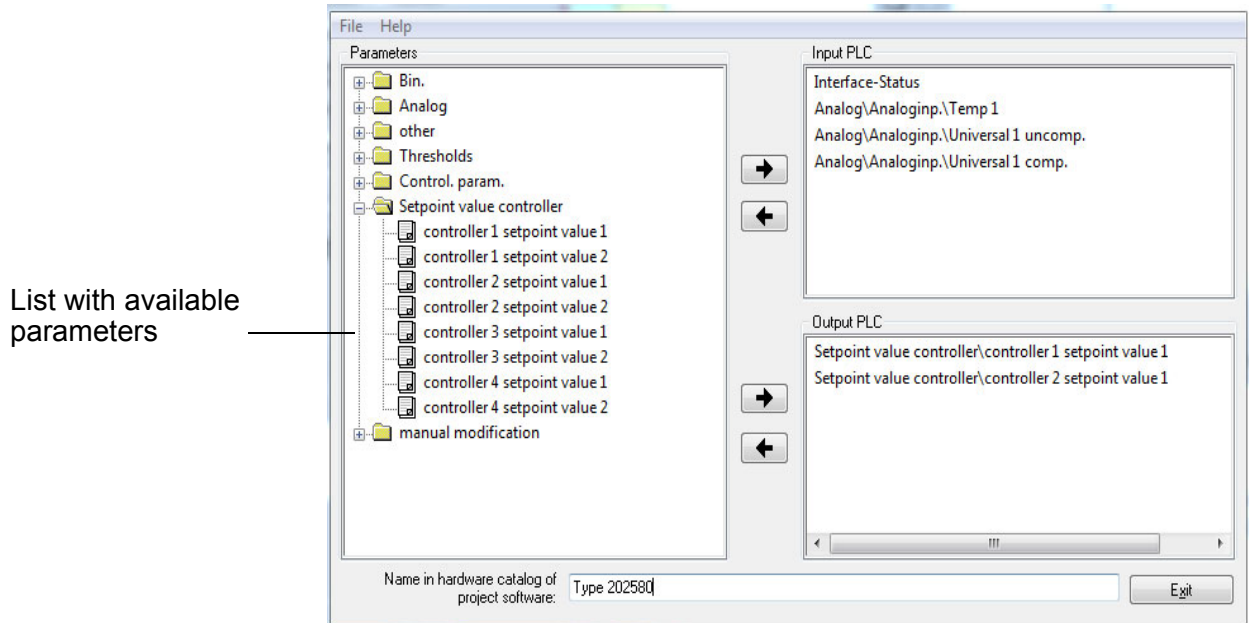 File Help
Parameters
Bin.
Analog
other
Thresholds
Control. param.
Setpoint value controller
controller 1 setpoint value 1
controller 1 setpoint value 2
controller 2 setpoint value 1
controller 2 setpoint value 2
controller 3 setpoint value 1
controller 3 setpoint value 2
controller 4 setpoint value 1
controller 4 setpoint value 2
manual modification
List with available
parameters
Input PLC
Interface-Status
Analog\Analoginp.\Temp 1
Analog\Analoginp.\Universal 1 uncomp.
Analog\Analoginp.\Universal 1 comp.
Output PLC
Setpoint value controller\controller 1 setpoint value 1
Setpoint value controller\controller 2 setpoint value 1
Name in hardware catalog of
project software:
Type 202580
Exit